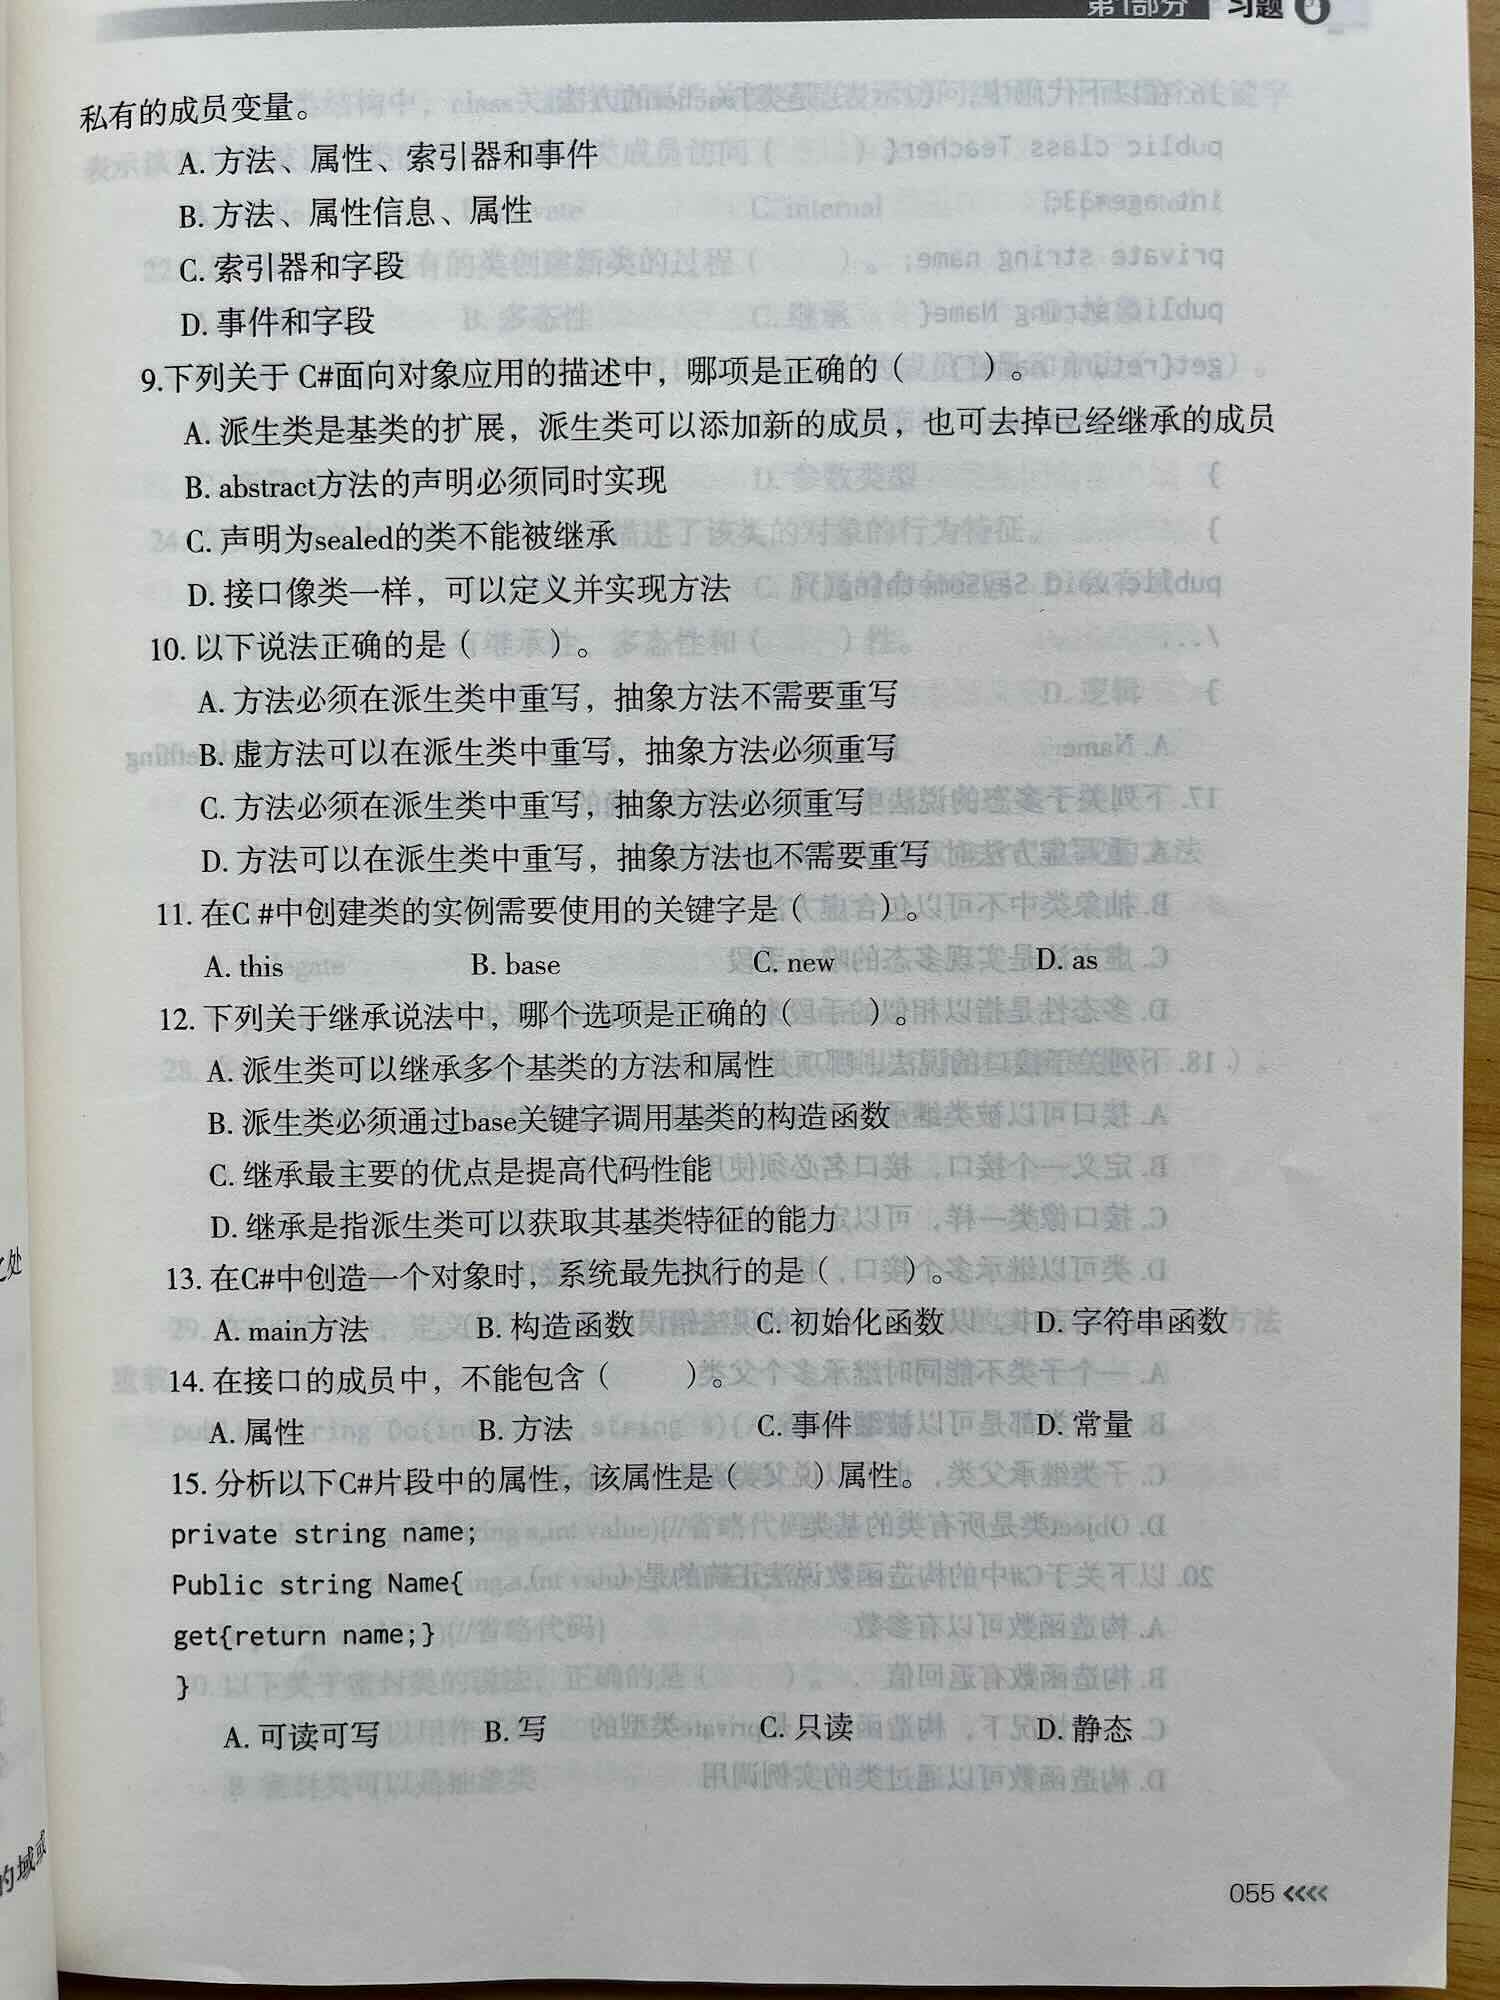 第1部分 习题
私有的成员变量。
A. 方法、属性、索引器和事件
B. 方法、属性信息、属性
C. 索引器和字段
D. 事件和字段
9.下列关于 C#面向对象应用的描述中，哪项是正确的（　　）。
A. 派生类是基类的扩展，派生类可以添加新的成员，也可去掉已经继承的成员
B. abstract方法的声明必须同时实现
C. 声明为sealed的类不能被继承
D. 接口像类一样，可以定义并实现方法
10. 以下说法正确的是（　　）。
A. 方法必须在派生类中重写，抽象方法不需要重写
B. 虚方法可以在派生类中重写，抽象方法必须重写
C. 方法必须在派生类中重写，抽象方法必须重写
D. 方法可以在派生类中重写，抽象方法也不需要重写
11. 在C #中创建类的实例需要使用的关键字是（　　）。
A. this B. base C. new D. as
12. 下列关于继承说法中，哪个选项是正确的（　　）。
A. 派生类可以继承多个基类的方法和属性
B. 派生类必须通过base关键字调用基类的构造函数
C. 继承最主要的优点是提高代码性能
D. 继承是指派生类可以获取其基类特征的能力
13. 在C#中创造一个对象时，系统最先执行的是（　　）。
A. main方法 B. 构造函数 C. 初始化函数 D. 字符串函数
14. 在接口的成员中，不能包含（　　）。
A. 属性 B. 方法 C. 事件 D. 常量
15. 分析以下C#片段中的属性，该属性是（　　）属性。
private string name;
Public string Name{
get{return name;}
}
A. 可读可写 B. 写 C. 只读 D. 静态
之处
的域或
055